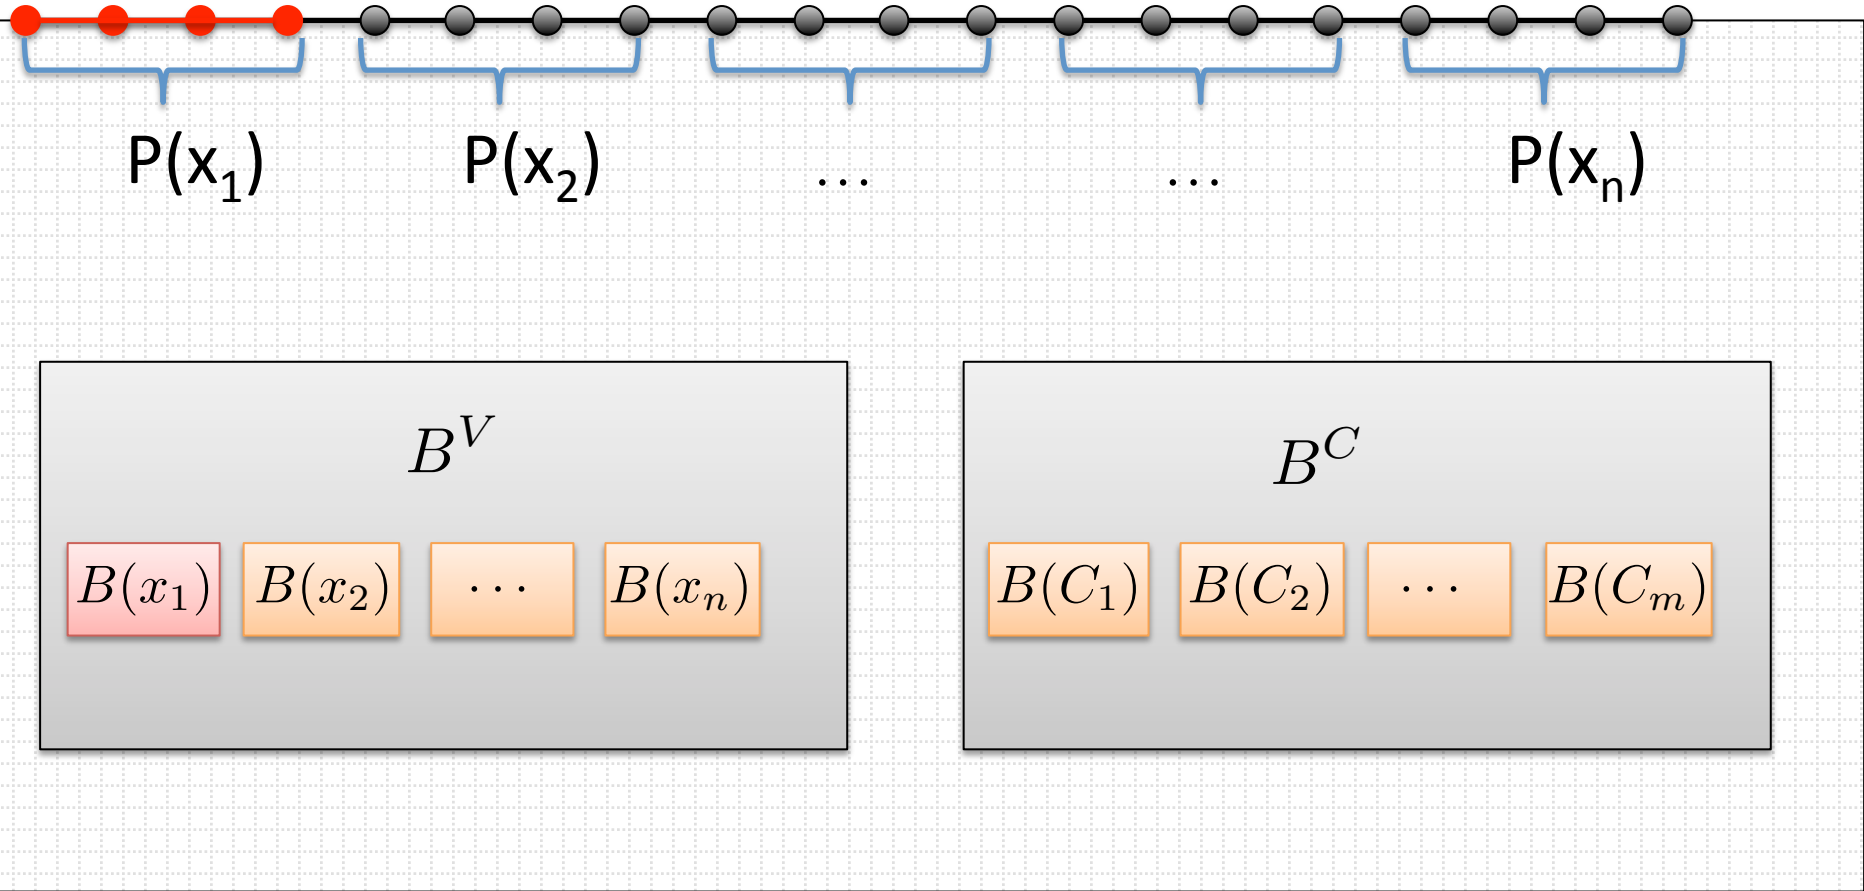 P(x₁) P(x₂) … … P(xₙ)
B^V
B(x₁) B(x₂) ⋯ B(xₙ)
B^C
B(C₁) B(C₂) ⋯ B(Cₘ)